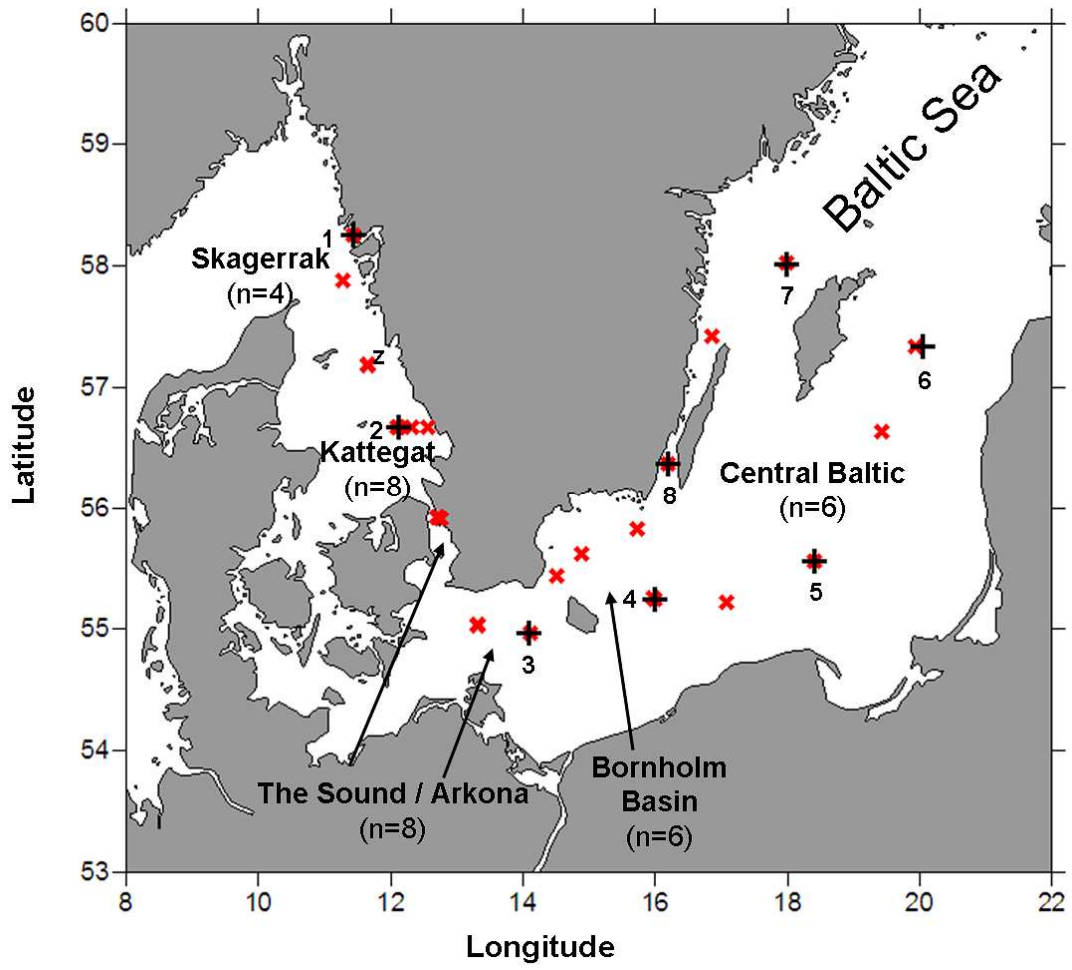 60
59
58
57
56
55
54
53
8
10
12
14
16
18
20
22
Latitude
Longitude
Baltic Sea
1
Skagerrak
(n=4)
z
2
Kattegat
(n=8)
7
6
8
Central Baltic
(n=6)
5
4
3
The Sound / Arkona
(n=8)
Bornholm
Basin
(n=6)